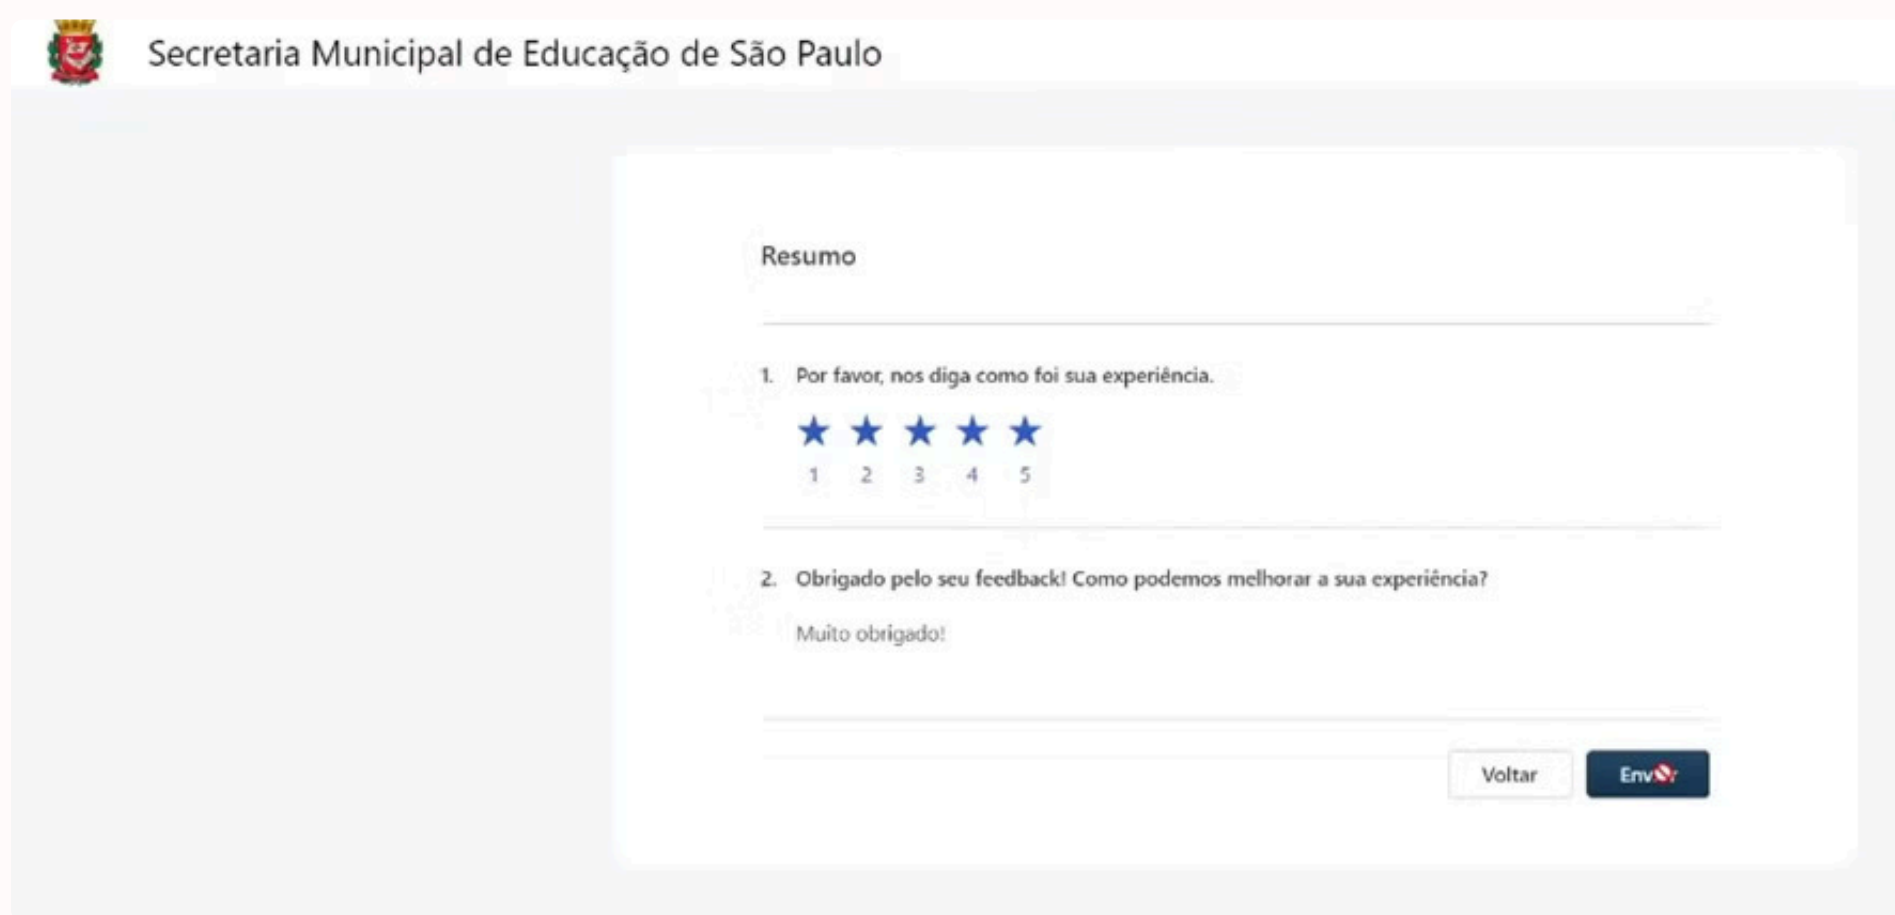 Secretaria Municipal de Educação de São Paulo
Resumo
1. Por favor, nos diga como foi sua experiência.
1 2 3 4 5
2. Obrigado pelo seu feedback! Como podemos melhorar a sua experiência?
Muito obrigado!
Voltar